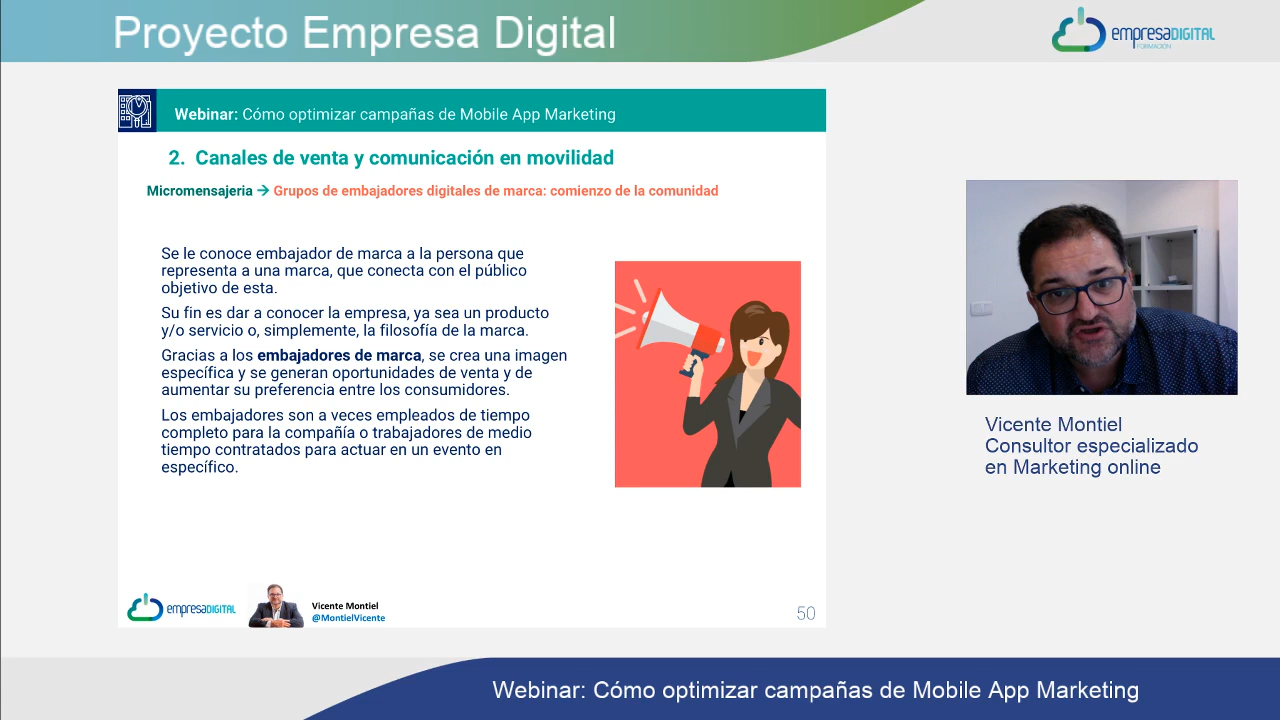 Proyecto Empresa Digital
empresaDIGITAL
FORMACIÓN
Webinar: Cómo optimizar campañas de Mobile App Marketing
2. Canales de venta y comunicación en movilidad
Micromensajeria → Grupos de embajadores digitales de marca: comienzo de la comunidad
Se le conoce embajador de marca a la persona que
representa a una marca, que conecta con el público
objetivo de esta.
Su fin es dar a conocer la empresa, ya sea un producto
y/o servicio o, simplemente, la filosofía de la marca.
Gracias a los embajadores de marca, se crea una imagen
específica y se generan oportunidades de venta y de
aumentar su preferencia entre los consumidores.
Los embajadores son a veces empleados de tiempo
completo para la compañía o trabajadores de medio
tiempo contratados para actuar en un evento en
específico.
Vicente Montiel
Consultor especializado
en Marketing online
empresaDIGITAL
Vicente Montiel
@MontielVicente
50
Webinar: Cómo optimizar campañas de Mobile App Marketing